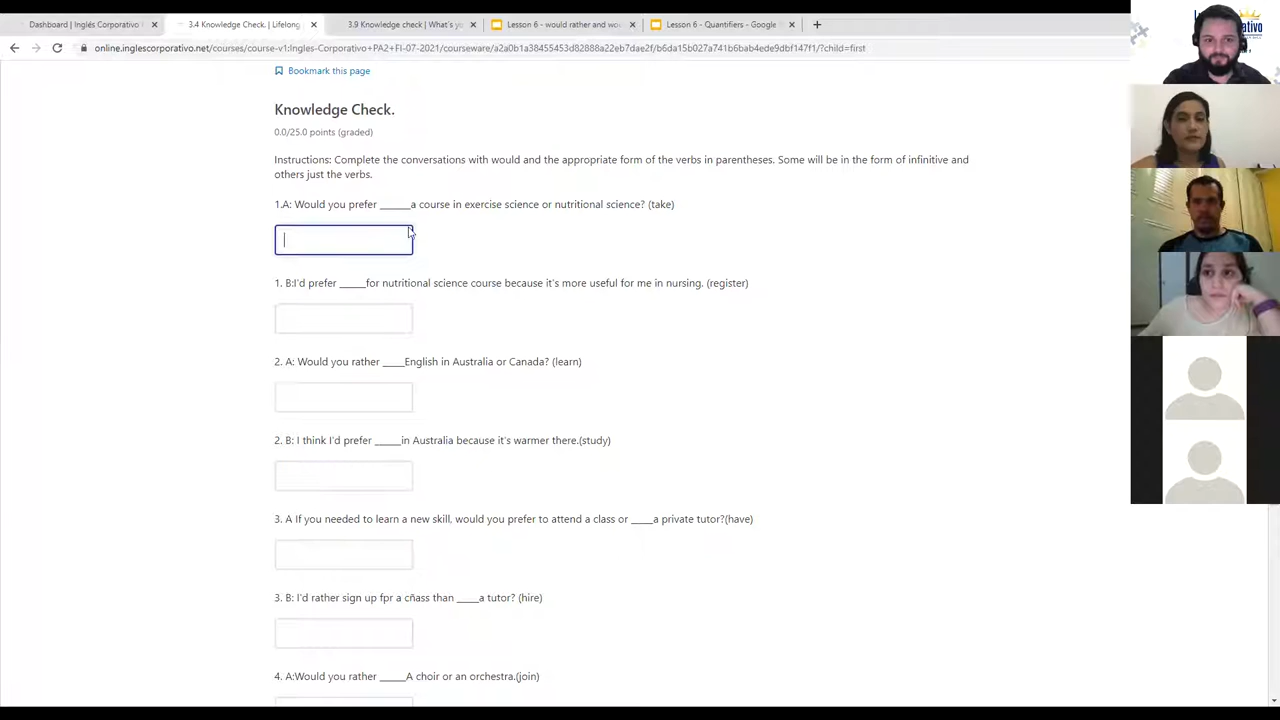 Dashboard | Inglés Corporativo
3.4 Knowledge Check. | Lifelong
3.9 Knowledge check | What's yo
Lesson 6 - would rather and wou
Lesson 6 - Quantifiers - Google
online.inglescorporativo.net/courses/course-v1:Ingles-Corporativo+PA2+FI-07-2021/courseware/a2a0b1a38455453d82888a22eb7dae2f/b6da15b027a741b6bab4ede9dbf147f1/?child=first
Bookmark this page
Knowledge Check.
0.0/25.0 points (graded)
Instructions: Complete the conversations with would and the appropriate form of the verbs in parentheses. Some will be in the form of infinitive and
others just the verbs.
1.A: Would you prefer ______a course in exercise science or nutritional science? (take)
1. B:I'd prefer _____for nutritional science course because it's more useful for me in nursing. (register)
2. A: Would you rather ____English in Australia or Canada? (learn)
2. B: I think I'd prefer _____in Australia because it's warmer there.(study)
3. A If you needed to learn a new skill, would you prefer to attend a class or ____a private tutor?(have)
3. B: I'd rather sign up fpr a cñass than ____a tutor? (hire)
4. A:Would you rather _____A choir or an orchestra.(join)